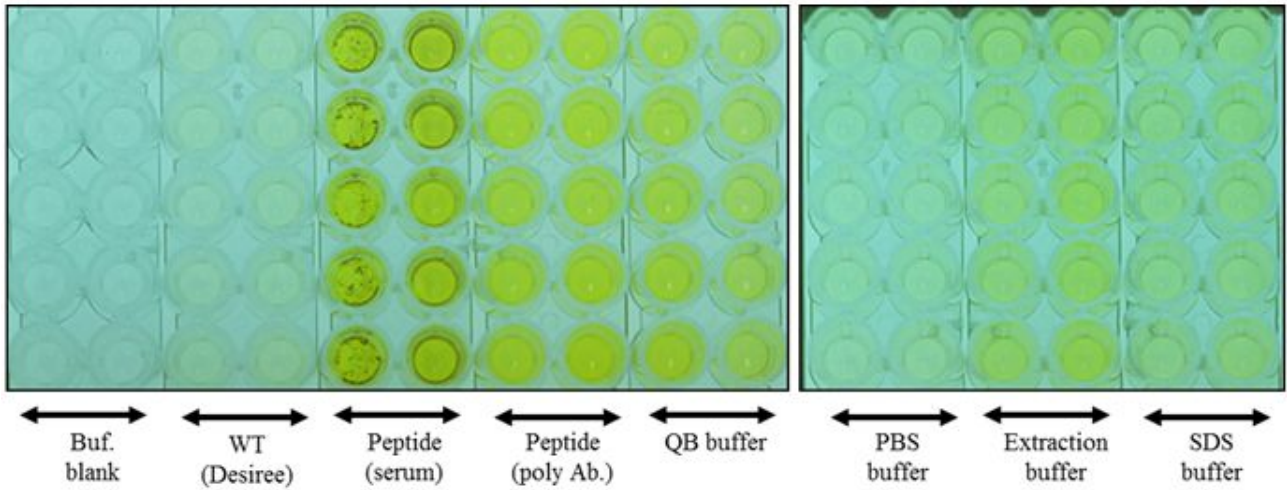 Buf.
blank
WT
(Desiree)
Peptide
(serum)
Peptide
(poly Ab.)
QB buffer
PBS
buffer
Extraction
buffer
SDS
buffer